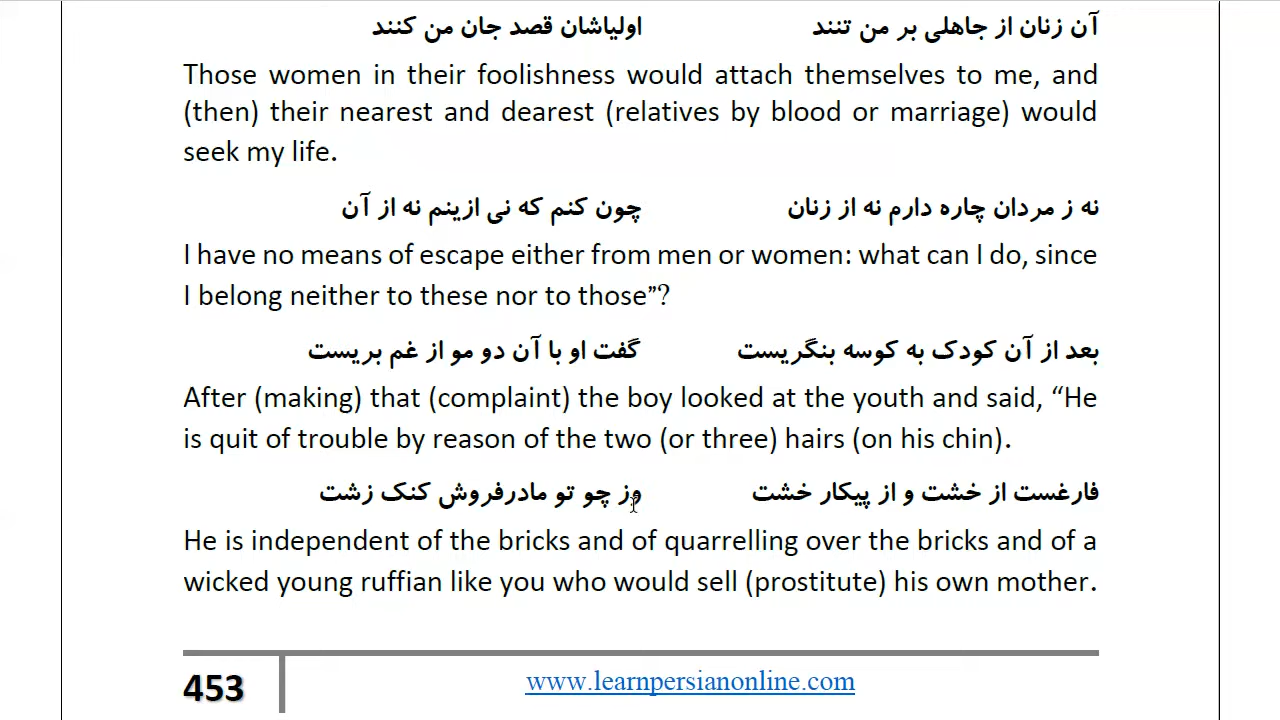 آن زنان از جاهلی بر من تنند اولیاشان قصد جان من کنند
Those women in their foolishness would attach themselves to me, and
(then) their nearest and dearest (relatives by blood or marriage) would
seek my life.
نه ز مردان چاره دارم نه از زنان چون کنم که نی ازینم نه از آن
I have no means of escape either from men or women: what can I do, since
I belong neither to these nor to those”?
بعد از آن کودک به کوسه بنگریست گفت او با آن دو مو از غم بریست
After (making) that (complaint) the boy looked at the youth and said, “He
is quit of trouble by reason of the two (or three) hairs (on his chin).
فارغست از خشت و از پیکار خشت وز چو تو مادرفروش کنک زشت
He is independent of the bricks and of quarrelling over the bricks and of a
wicked young ruffian like you who would sell (prostitute) his own mother.
453 www.learnpersianonline.com